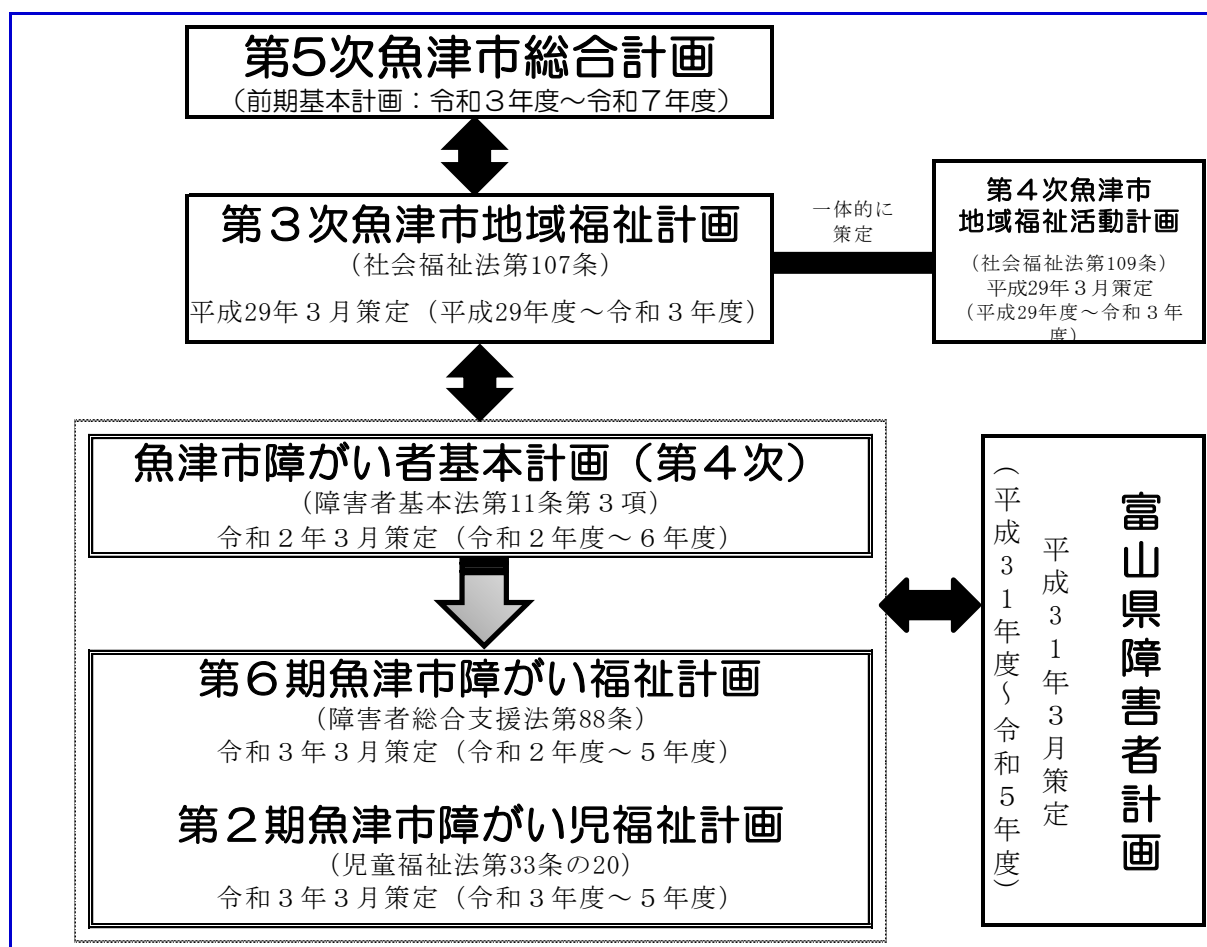 第5次魚津市総合計画
（前期基本計画：令和３年度～令和７年度）
第３次魚津市地域福祉計画
（社会福祉法第107条）
平成29年３月策定（平成29年度～令和３年度）
一体的に
策定
第４次魚津市
地域福祉活動計画
（社会福祉法第109条）
平成29年３月策定
（平成29年度～令和３年
度）
魚津市障がい者基本計画（第４次）
（障害者基本法第11条第３項）
令和２年３月策定（令和２年度～６年度）
第６期魚津市障がい福祉計画
（障害者総合支援法第88条）
令和３年３月策定（令和２年度～５年度）
第２期魚津市障がい児福祉計画
（児童福祉法第33条の20）
令和３年３月策定（令和３年度～５年度）
富山県障害者計画
平成３１年３月策定
（平成３１年度～令和５年度）